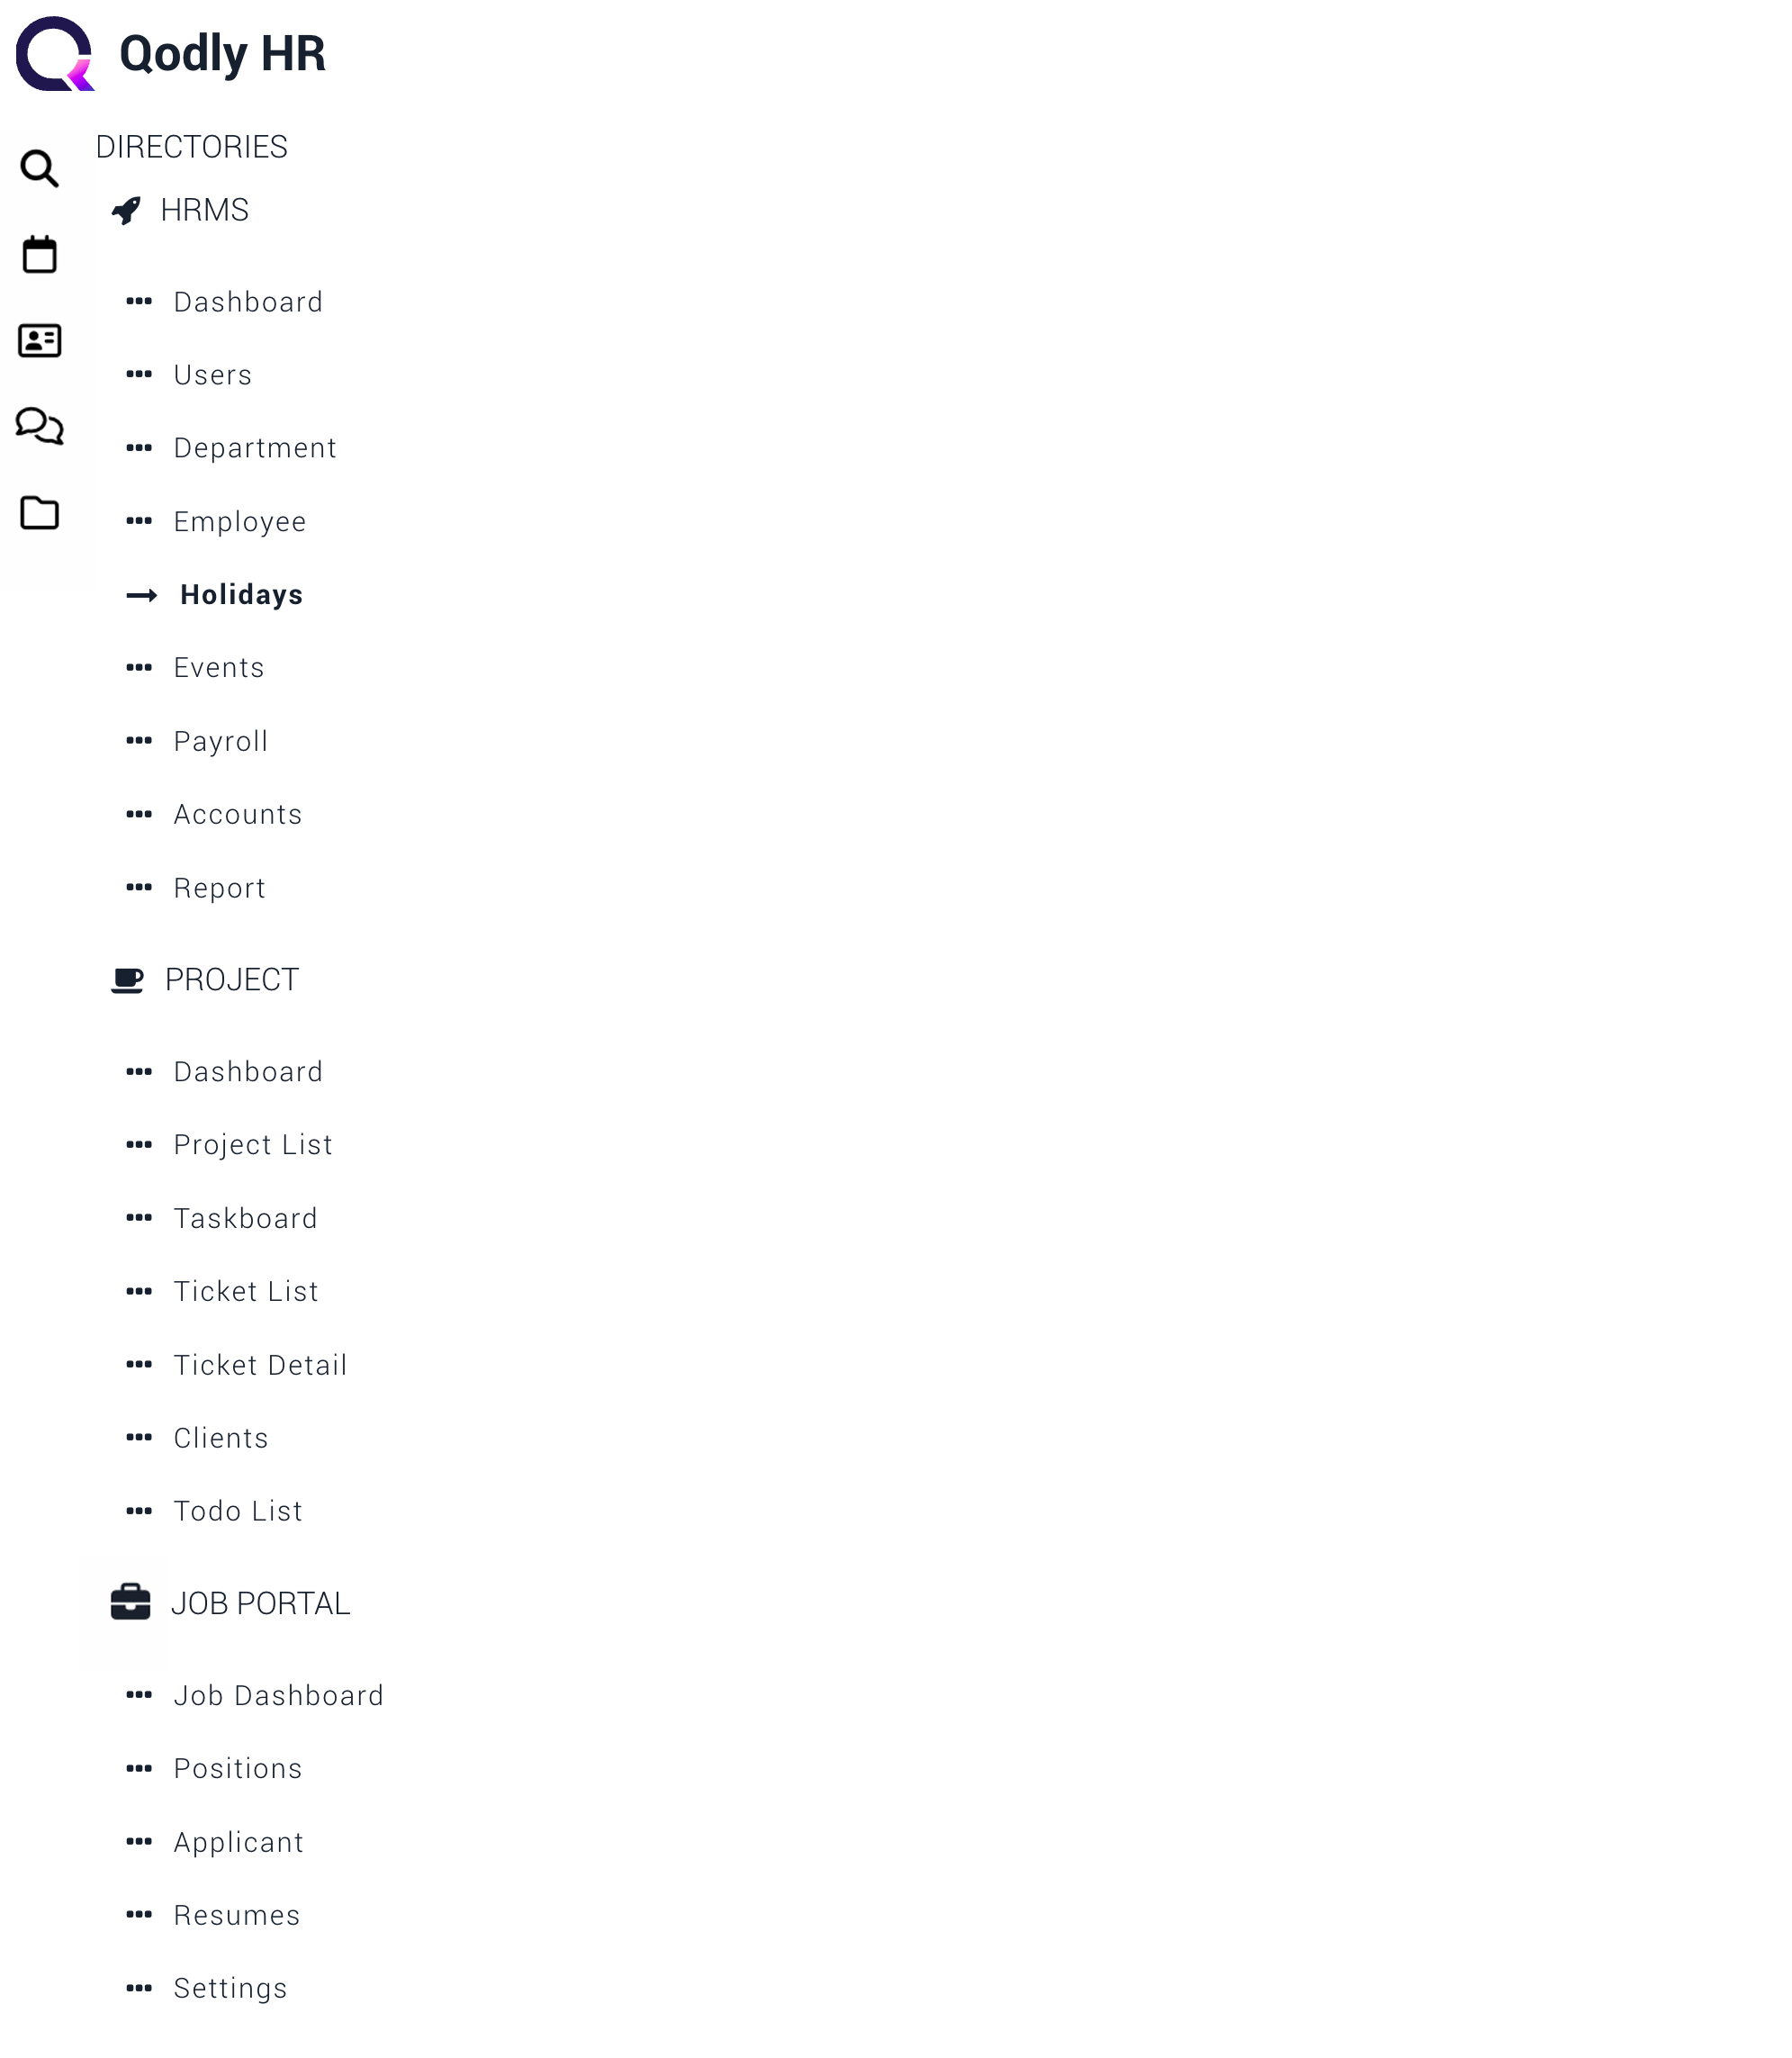 Qodly HR
DIRECTORIES
HRMS
Dashboard
Users
Department
Employee
Holidays
Events
Payroll
Accounts
Report
PROJECT
Dashboard
Project List
Taskboard
Ticket List
Ticket Detail
Clients
Todo List
JOB PORTAL
Job Dashboard
Positions
Applicant
Resumes
Settings